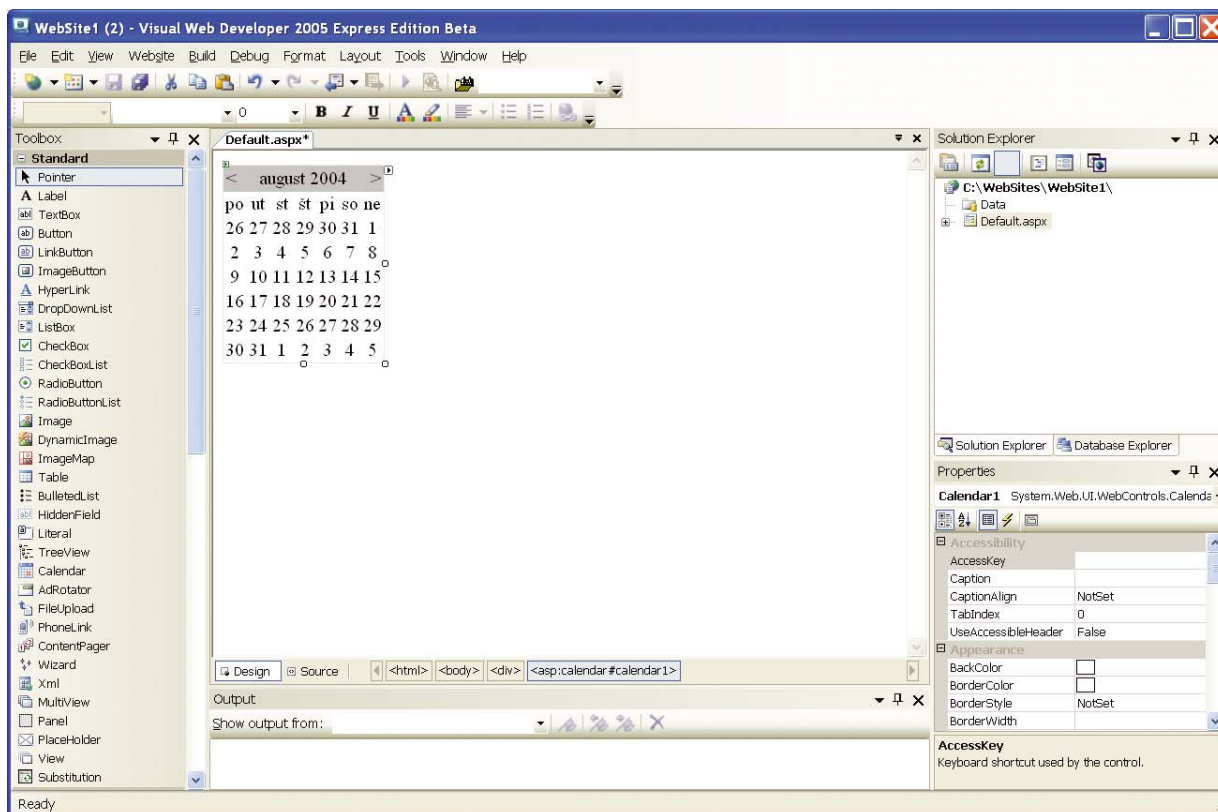 WebSite1 (2) - Visual Web Developer 2005 Express Edition Beta
File Edit View Website Build Debug Format Layout Tools Window Help
0 B I U A
Toolbox
Standard
Pointer
A Label
abl TextBox
ab Button
ab LinkButton
ImageButton
A HyperLink
DropDownList
ListBox
CheckBox
CheckBoxList
RadioButton
RadioButtonList
Image
DynamicImage
ImageMap
Table
BulletedList
abl HiddenField
Literal
TreeView
Calendar
AdRotator
FileUpload
PhoneLink
ContentPager
Wizard
Xml
MultiView
Panel
PlaceHolder
View
Substitution
Default.aspx*
< august 2004 >
po ut st št pi so ne
26 27 28 29 30 31 1
2 3 4 5 6 7 8
9 10 11 12 13 14 15
16 17 18 19 20 21 22
23 24 25 26 27 28 29
30 31 1 2 3 4 5
Design Source <html> <body> <div> <asp:calendar#calendar1>
Output
Show output from:
Solution Explorer
C:\WebSites\WebSite1\
Data
Default.aspx
Solution Explorer Database Explorer
Properties
Calendar1 System.Web.UI.WebControls.Calenda
Accessibility
AccessKey
Caption
CaptionAlign NotSet
TabIndex 0
UseAccessibleHeader False
Appearance
BackColor
BorderColor
BorderStyle NotSet
BorderWidth
AccessKey
Keyboard shortcut used by the control.
Ready